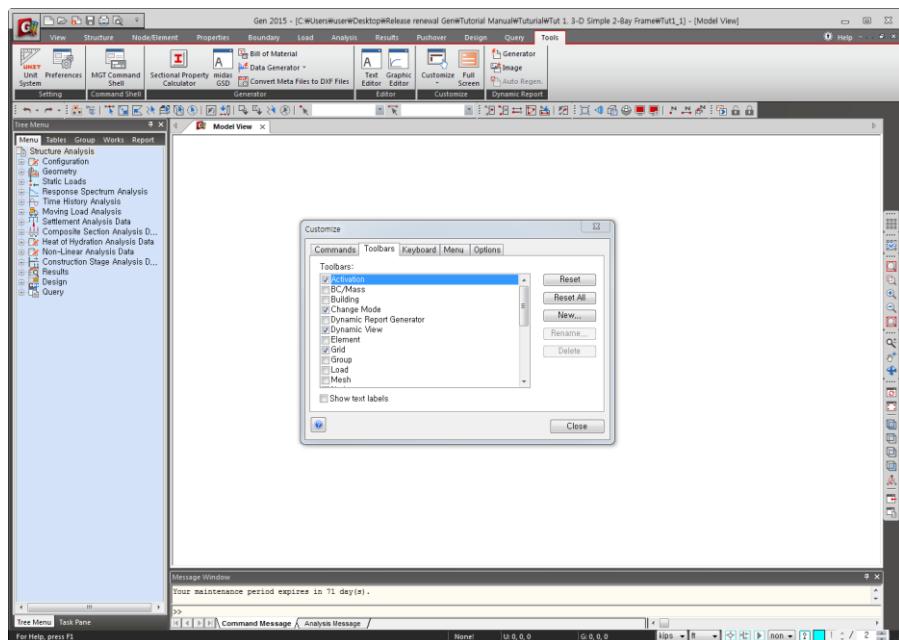 Gen 2015 - [C:₩Users₩user₩Desktop₩Release renewal Gen₩Tutorial Manual₩Tuturial₩Tut 1. 3-D Simple 2-Bay Frame₩Tut1_1] - [Model View]
View Structure Node/Element Properties Boundary Load Analysis Results Pushover Design Query Tools Help
Unit System Preferences MGT Command Shell Sectional Property Calculator midas GSD
Bill of Material
Data Generator
Convert Meta Files to DXF Files
Text Editor Graphic Editor Customize Full Screen
Generator
Image
Auto Regen.
Setting Command Shell Generator Editor Customize Dynamic Report
Tree Menu
Model View
Menu Tables Group Works Report
Structure Analysis
Configuration
Geometry
Static Loads
Response Spectrum Analysis
Time History Analysis
Moving Load Analysis
Settlement Analysis Data
Composite Section Analysis D...
Heat of Hydration Analysis Data
Non-Linear Analysis Data
Construction Stage Analysis D...
Results
Design
Query
Customize
Commands Toolbars Keyboard Menu Options
Toolbars:
Activation
BC/Mass
Building
Change Mode
Dynamic Report Generator
Dynamic View
Element
Grid
Group
Load
Mesh
Reset
Reset All
New...
Rename...
Delete
Show text labels
Close
Message Window
Your maintenance period expires in 71 day(s).
>>
Tree Menu Task Pane
Command Message Analysis Message
For Help, press F1
None! U: 0, 0, 0 G: 0, 0, 0 kips ft non. ? 1 / 2